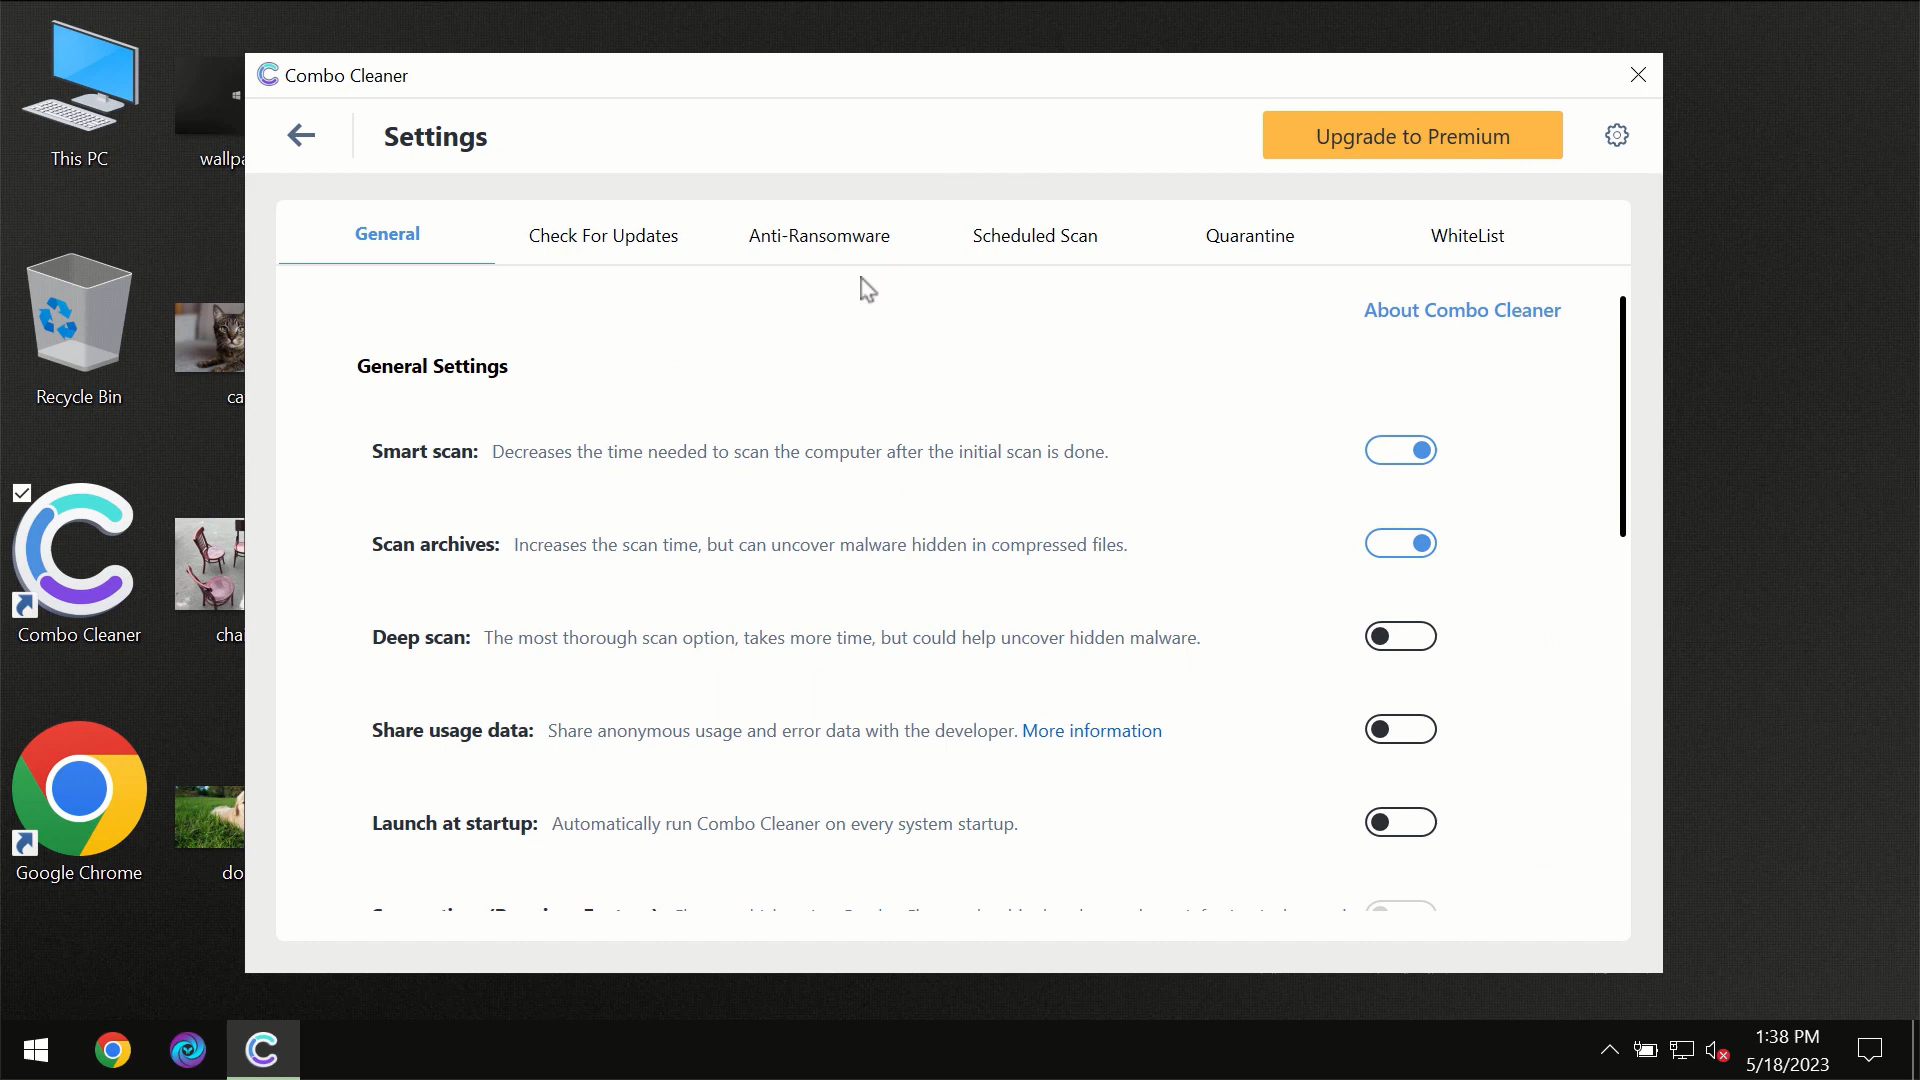 Combo Cleaner
Settings
Upgrade to Premium
General
Check For Updates
Anti-Ransomware
Scheduled Scan
Quarantine
WhiteList
About Combo Cleaner
General Settings
Smart scan: Decreases the time needed to scan the computer after the initial scan is done.
Scan archives: Increases the scan time, but can uncover malware hidden in compressed files.
Deep scan: The most thorough scan option, takes more time, but could help uncover hidden malware.
Share usage data: Share anonymous usage and error data with the developer. More information
Launch at startup: Automatically run Combo Cleaner on every system startup.
This PC
wallpa
Recycle Bin
ca
Combo Cleaner
chai
Google Chrome
do
1:38 PM
5/18/2023